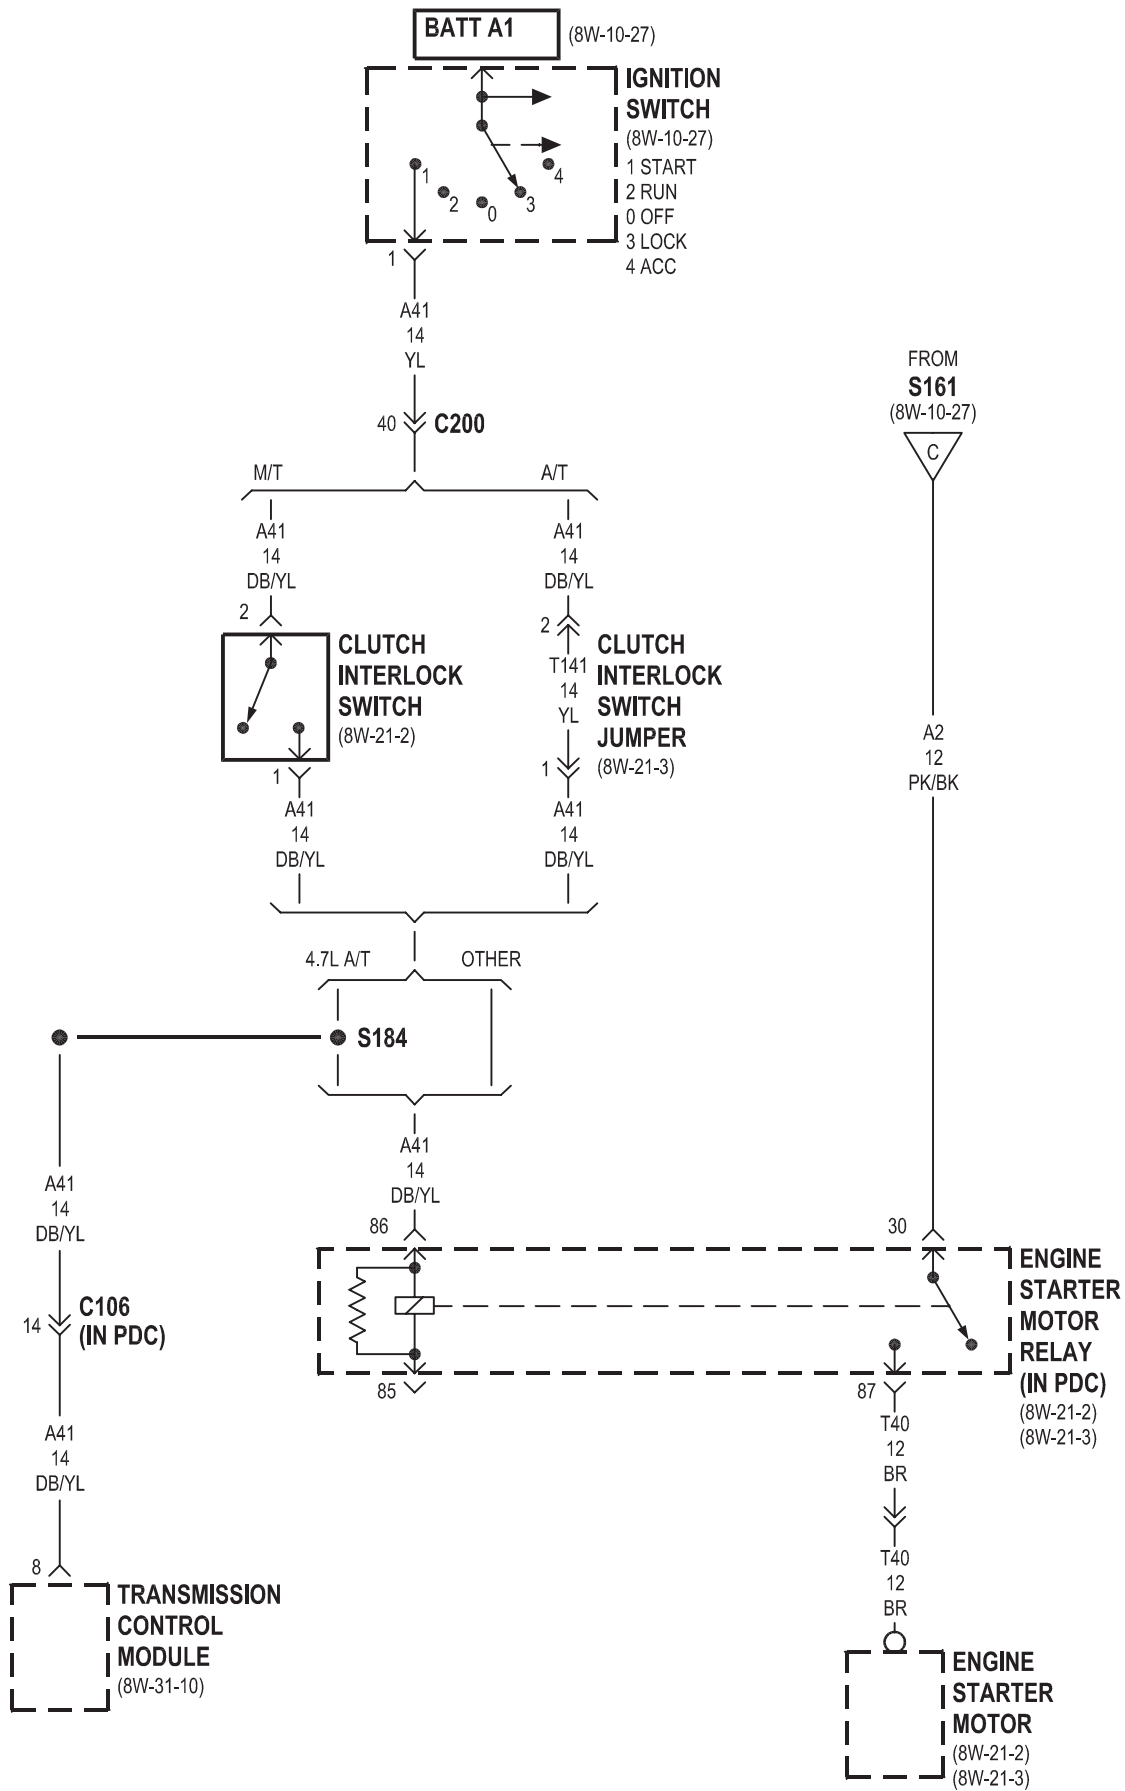 BATT A1
(8W-10-27)
IGNITION
SWITCH
(8W-10-27)
1 START
2 RUN
0 OFF
3 LOCK
4 ACC
1
2
0
3
4
1
A41
14
YL
40
C200
FROM
S161
(8W-10-27)
C
M/T
A/T
A41
14
DB/YL
A41
14
DB/YL
2
CLUTCH
INTERLOCK
SWITCH
(8W-21-2)
2
T141
14
YL
1
CLUTCH
INTERLOCK
SWITCH
JUMPER
(8W-21-3)
A2
12
PK/BK
1
A41
14
DB/YL
A41
14
DB/YL
4.7L A/T
OTHER
S184
A41
14
DB/YL
A41
14
DB/YL
86
30
ENGINE
STARTER
MOTOR
RELAY
(IN PDC)
(8W-21-2)
(8W-21-3)
14
C106
(IN PDC)
85
87
A41
14
DB/YL
T40
12
BR
T40
12
BR
8
TRANSMISSION
CONTROL
MODULE
(8W-31-10)
ENGINE
STARTER
MOTOR
(8W-21-2)
(8W-21-3)